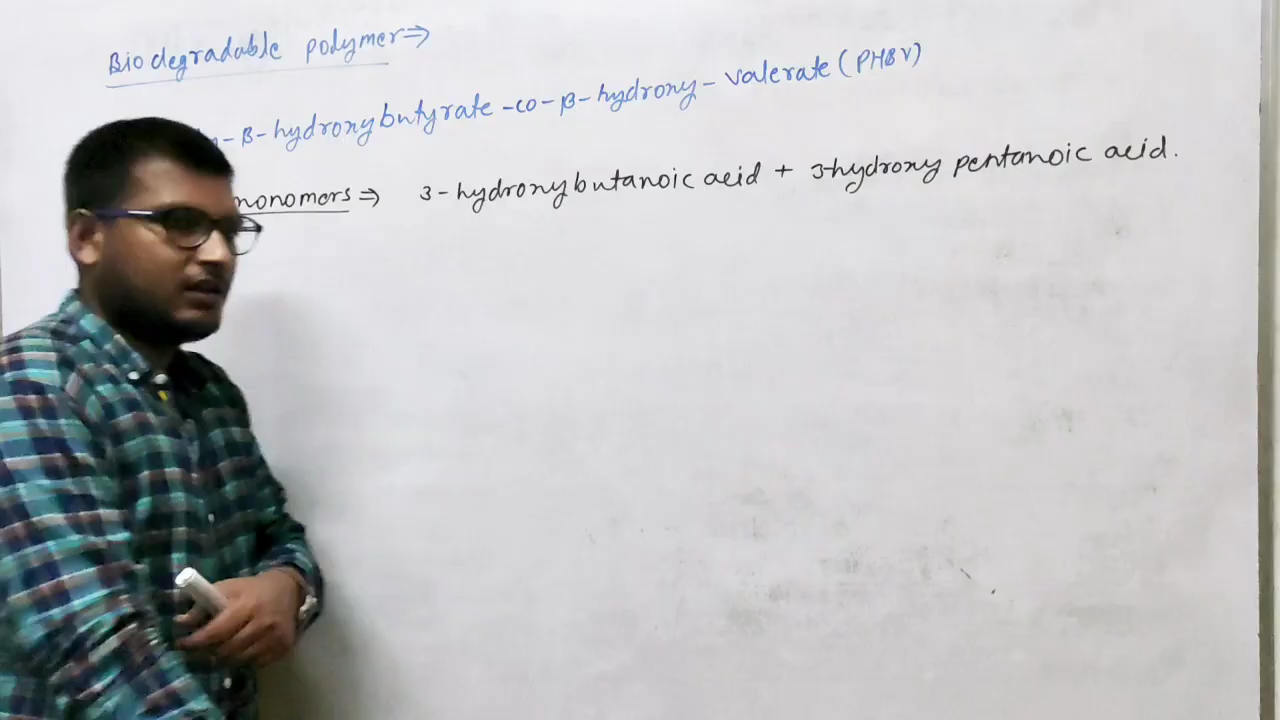 Biodegradable polymer ⇒
-β-hydroxybutyrate-co-β-hydroxy-valerate (PHBV)
monomers ⇒ 3-hydroxybutanoic acid + 3-hydroxy pentanoic acid.